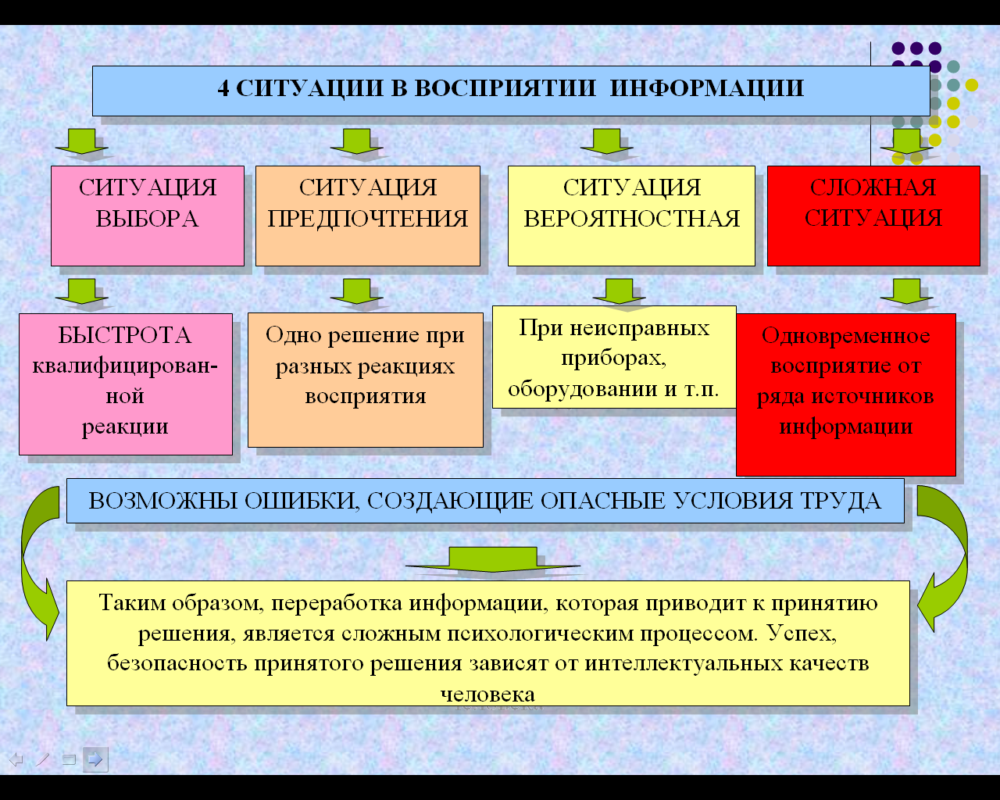 4 СИТУАЦИИ В ВОСПРИЯТИИ ИНФОРМАЦИИ
СИТУАЦИЯ
ВЫБОРА
СИТУАЦИЯ
ПРЕДПОЧТЕНИЯ
СИТУАЦИЯ
ВЕРОЯТНОСТНАЯ
СЛОЖНАЯ
СИТУАЦИЯ
БЫСТРОТА
квалифицирован-
ной
реакции
Одно решение при
разных реакциях
восприятия
При неисправных
приборах,
оборудовании и т.п.
Одновременное
восприятие от
ряда источников
информации
ВОЗМОЖНЫ ОШИБКИ, СОЗДАЮЩИЕ ОПАСНЫЕ УСЛОВИЯ ТРУДА
Таким образом, переработка информации, которая приводит к принятию
решения, является сложным психологическим процессом. Успех,
безопасность принятого решения зависят от интеллектуальных качеств
человека